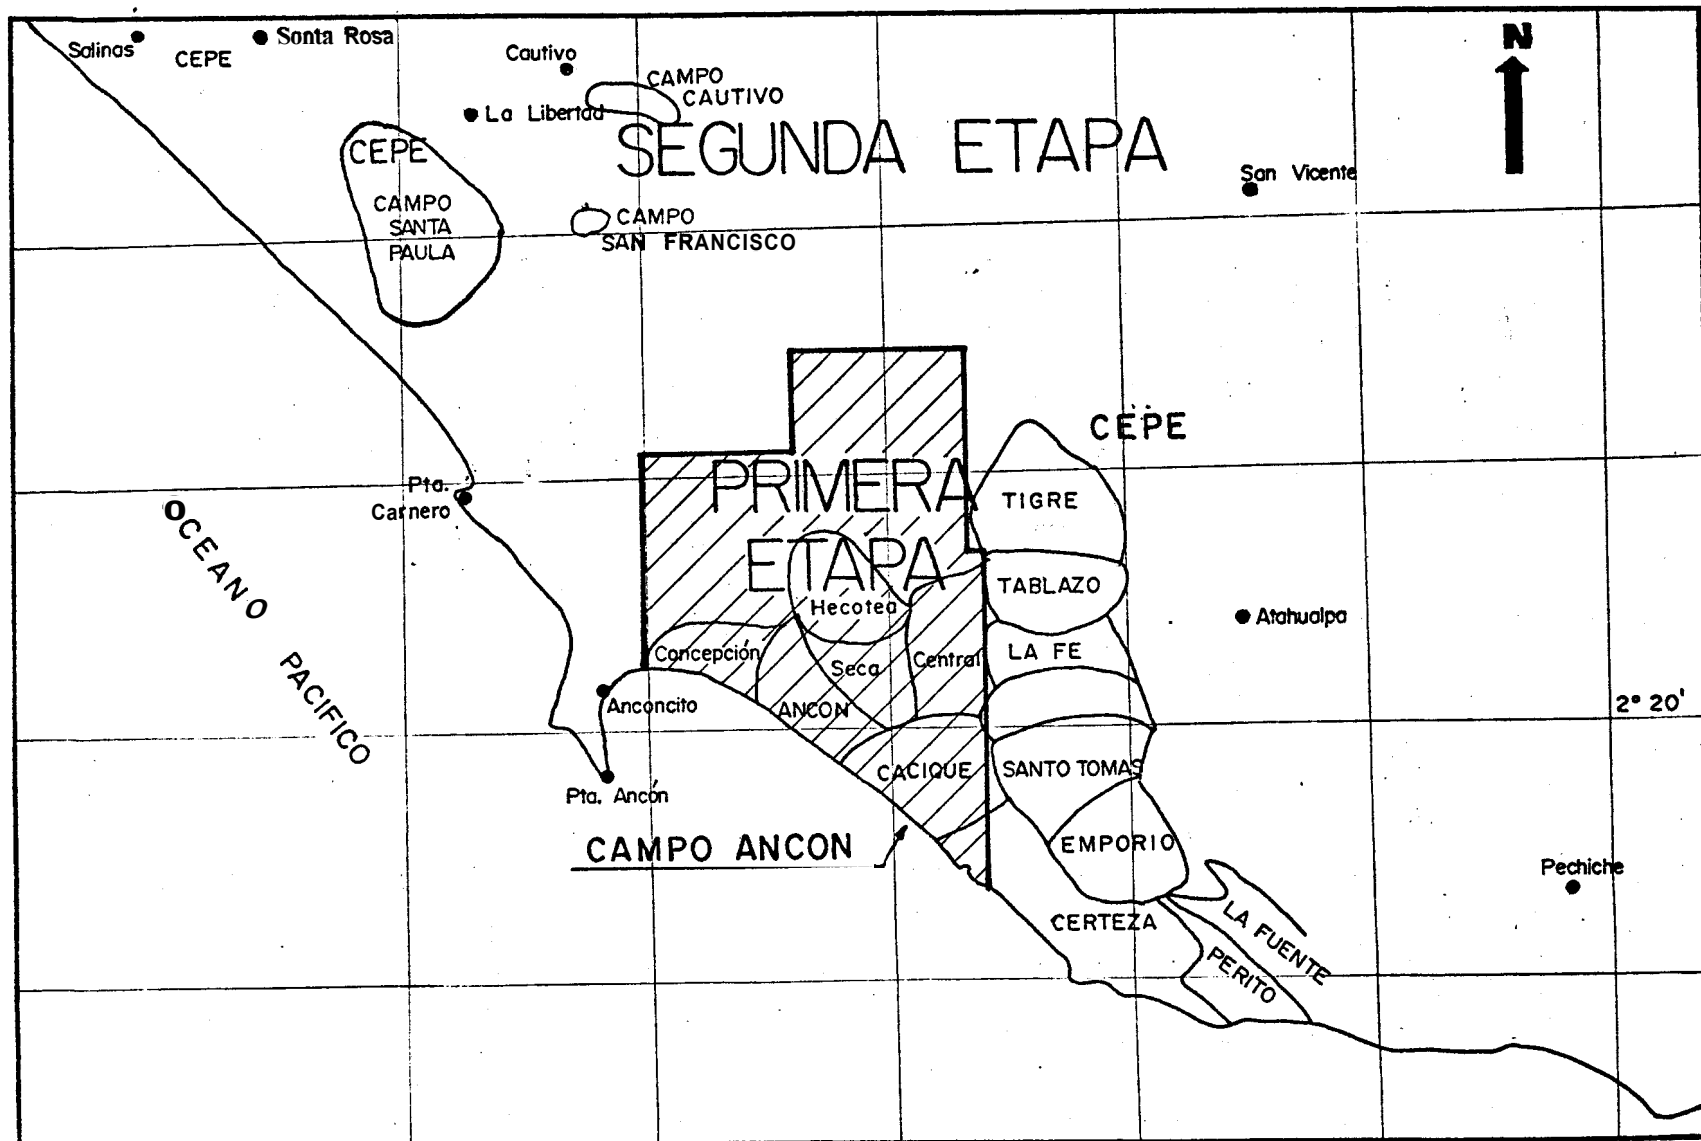 Salinas
CEPE
Sonta Rosa
Cautivo
La Libertad
CAMPO
CAUTIVO
SEGUNDA ETAPA
N
San Vicente
CEPE
CAMPO
SANTA
PAULA
CAMPO
SAN FRANCISCO
CEPE
PRIMERA
ETAPA
TIGRE
Pta.
Carnero
OCEANO PACIFICO
TABLAZO
Hecotea
Atahualpa
Concepción
Seca
Central
LA FE
Anconcito
ANCON
2° 20'
CACIQUE
SANTO TOMAS
Pta. Ancón
CAMPO ANCON
EMPORIO
Pechiche
CERTEZA
LA FUENTE
PERITO